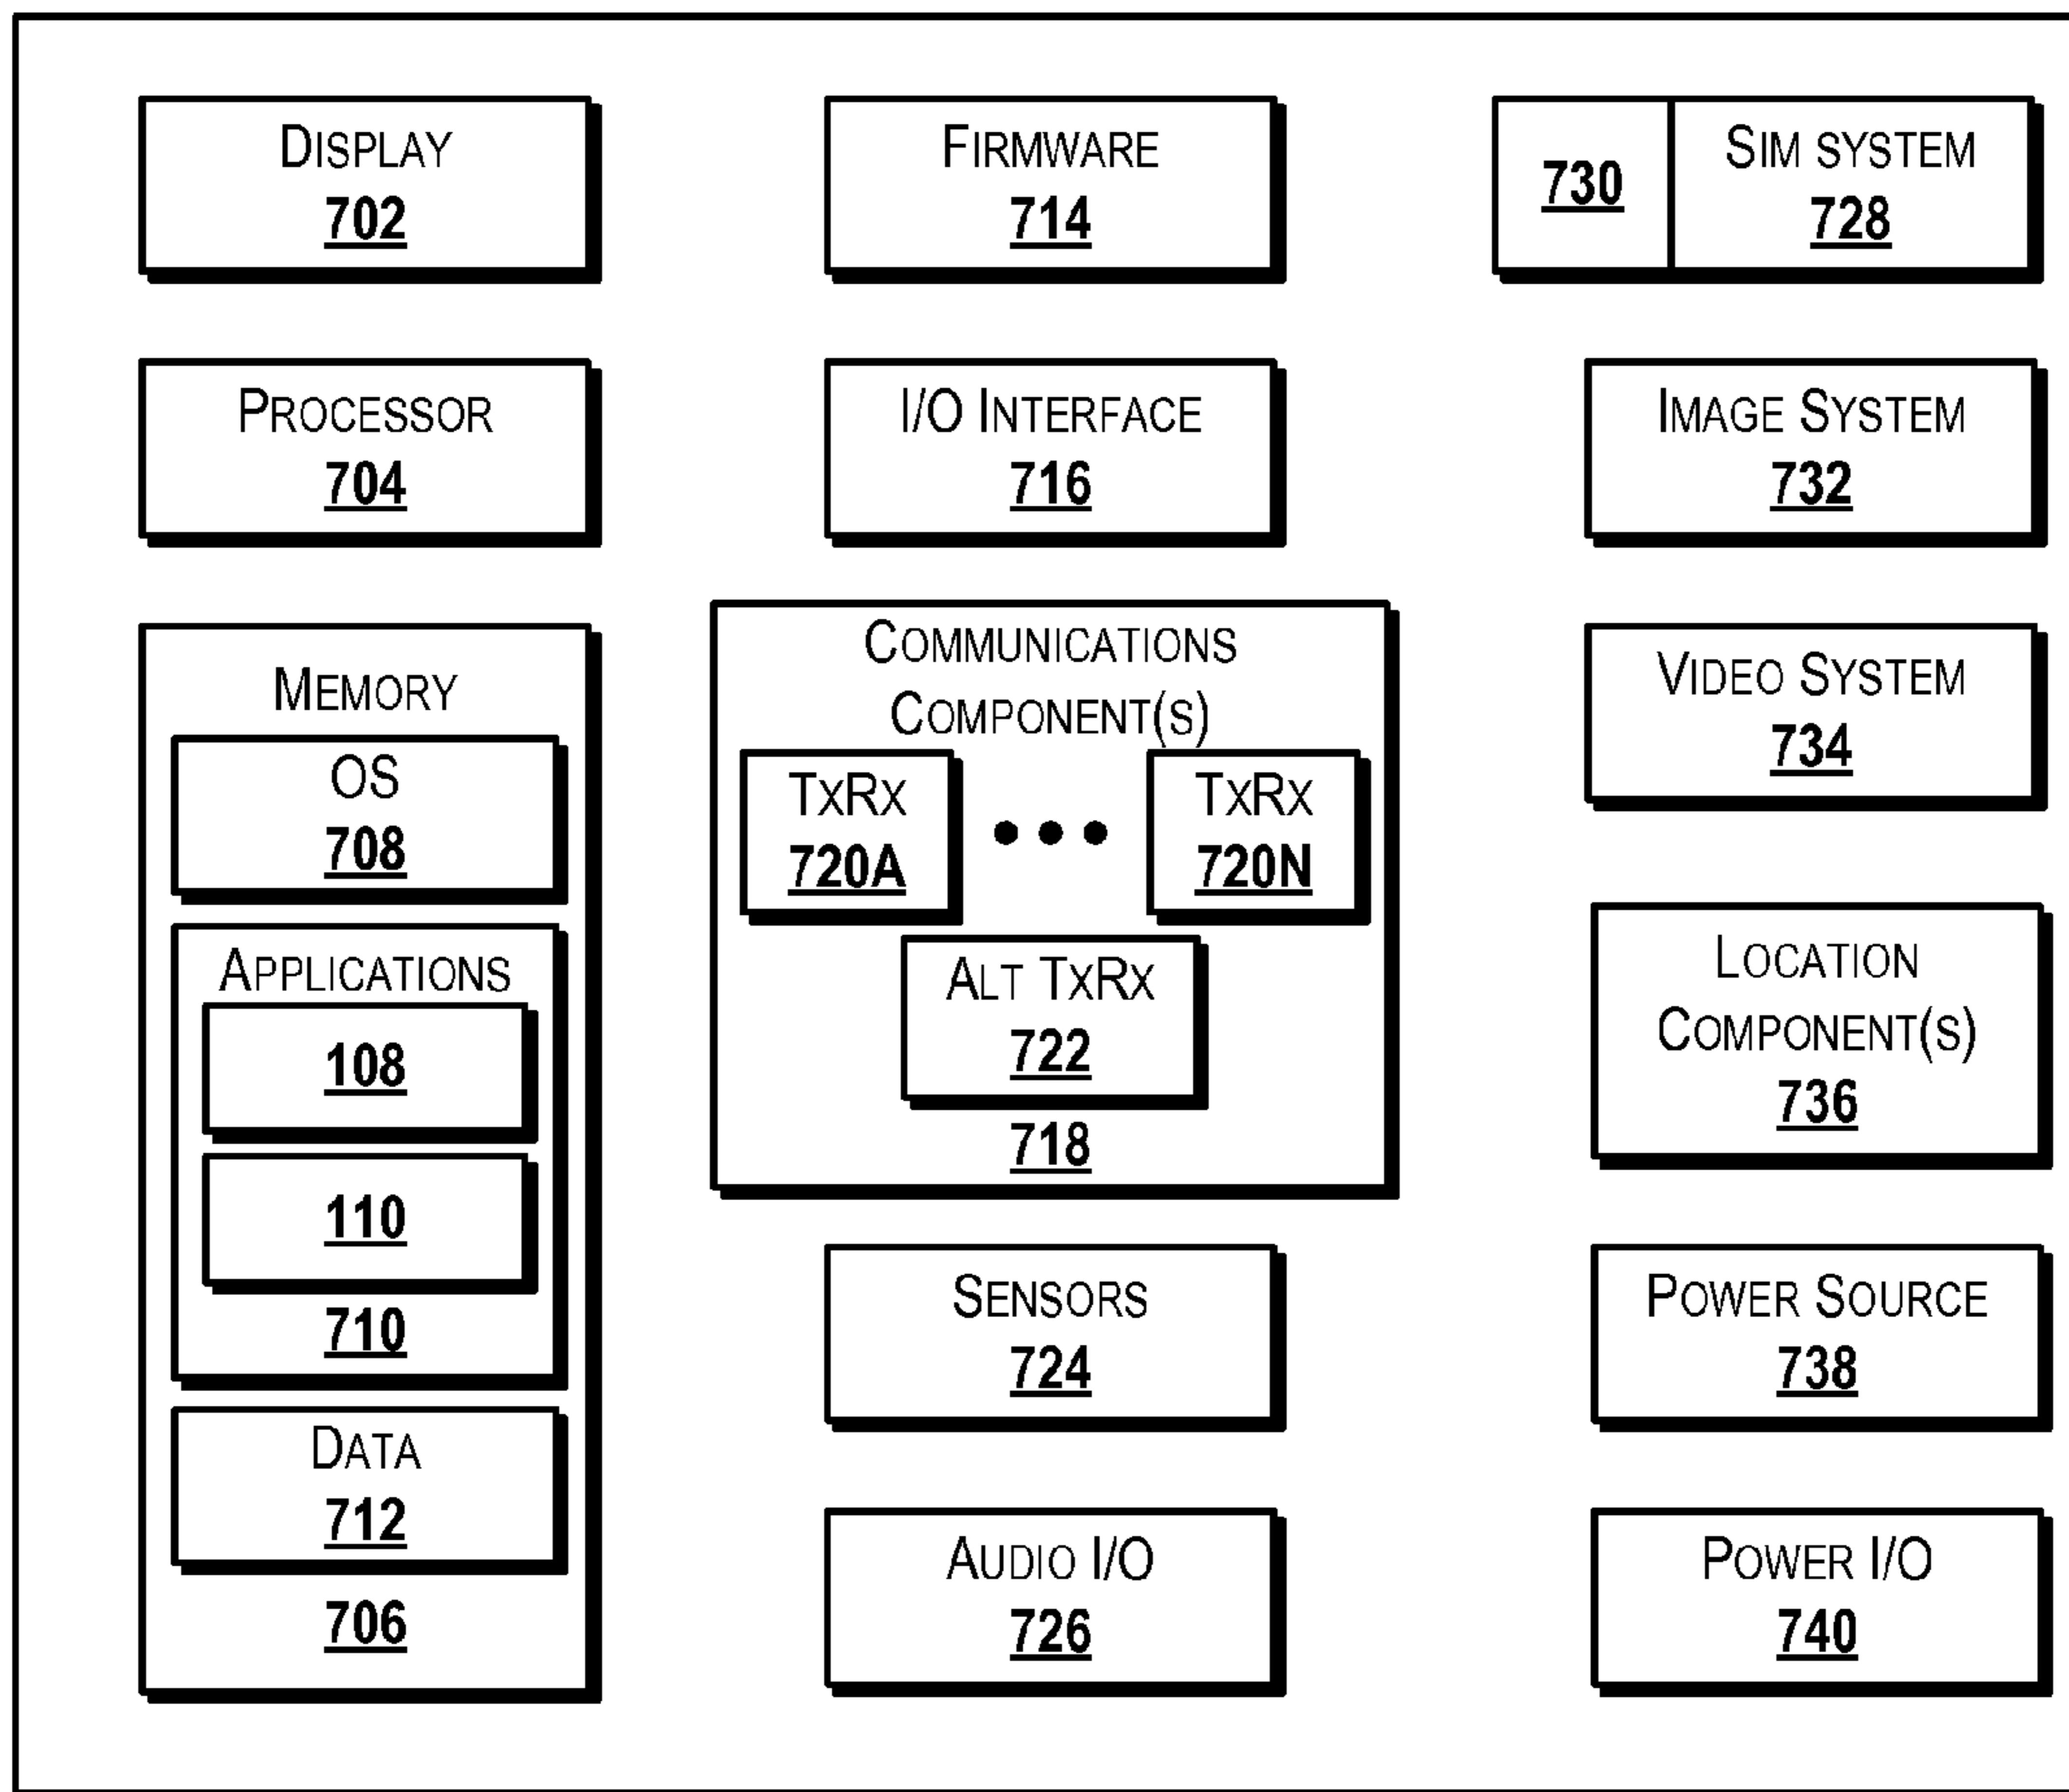 DISPLAY
702
PROCESSOR
704
MEMORY
OS
708
APPLICATIONS
108
110
710
DATA
712
706
FIRMWARE
714
I/O INTERFACE
716
COMMUNICATIONS
COMPONENT(S)
TXRX
720A
TXRX
720N
ALT TXRX
722
718
SENSORS
724
AUDIO I/O
726
730
SIM SYSTEM
728
IMAGE SYSTEM
732
VIDEO SYSTEM
734
LOCATION
COMPONENT(S)
736
POWER SOURCE
738
POWER I/O
740